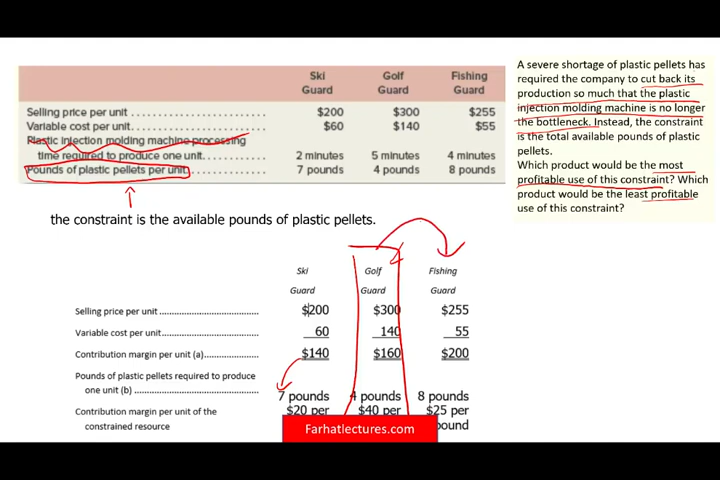 Ski Golf Fishing
Guard Guard Guard
Selling price per unit $200 $300 $255
Variable cost per unit $60 $140 $55
Plastic injection molding machine processing
time required to produce one unit 2 minutes 5 minutes 4 minutes
Pounds of plastic pellets per unit 7 pounds 4 pounds 8 pounds
A severe shortage of plastic pellets has
required the company to cut back its
production so much that the plastic
injection molding machine is no longer
the bottleneck. Instead, the constraint
is the total available pounds of plastic
pellets.
Which product would be the most
profitable use of this constraint? Which
product would be the least profitable
use of this constraint?
the constraint is the available pounds of plastic pellets.
Ski Golf Fishing
Guard Guard Guard
Selling price per unit $200 $300 $255
Variable cost per unit 60 140 55
Contribution margin per unit (a) $140 $160 $200
Pounds of plastic pellets required to produce
one unit (b) 7 pounds 4 pounds 8 pounds
Contribution margin per unit of the $20 per $40 per $25 per
constrained resource
Farhatlectures.com